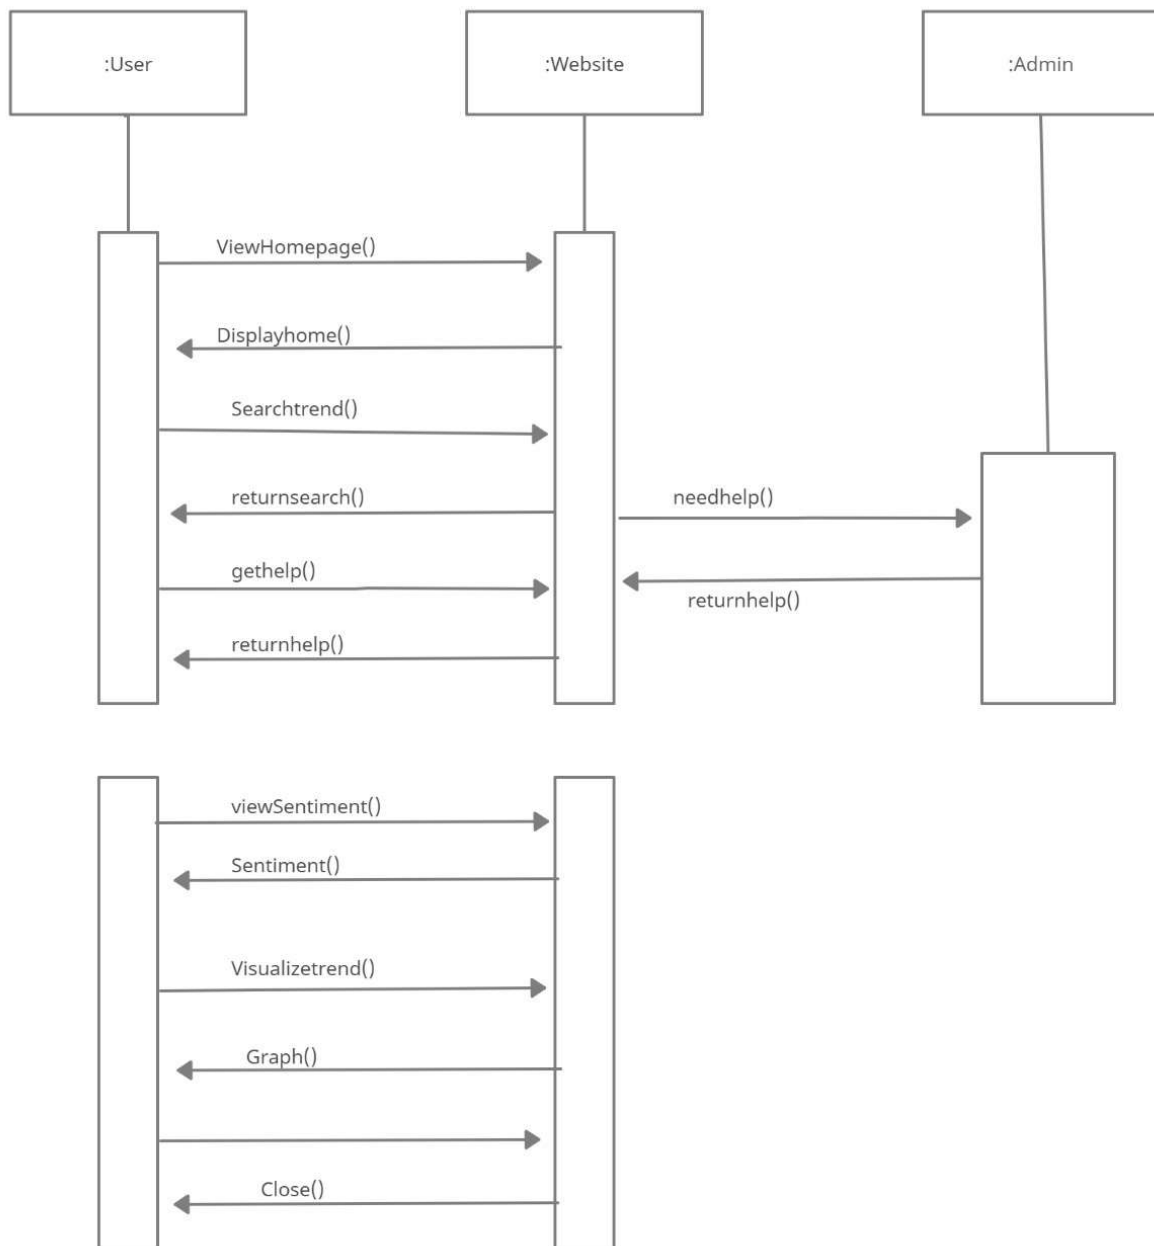 :User
:Website
:Admin
ViewHomepage()
Displayhome()
Searchtrend()
returnsearch()
needhelp()
gethelp()
returnhelp()
returnhelp()
viewSentiment()
Sentiment()
Visualizetrend()
Graph()
Close()